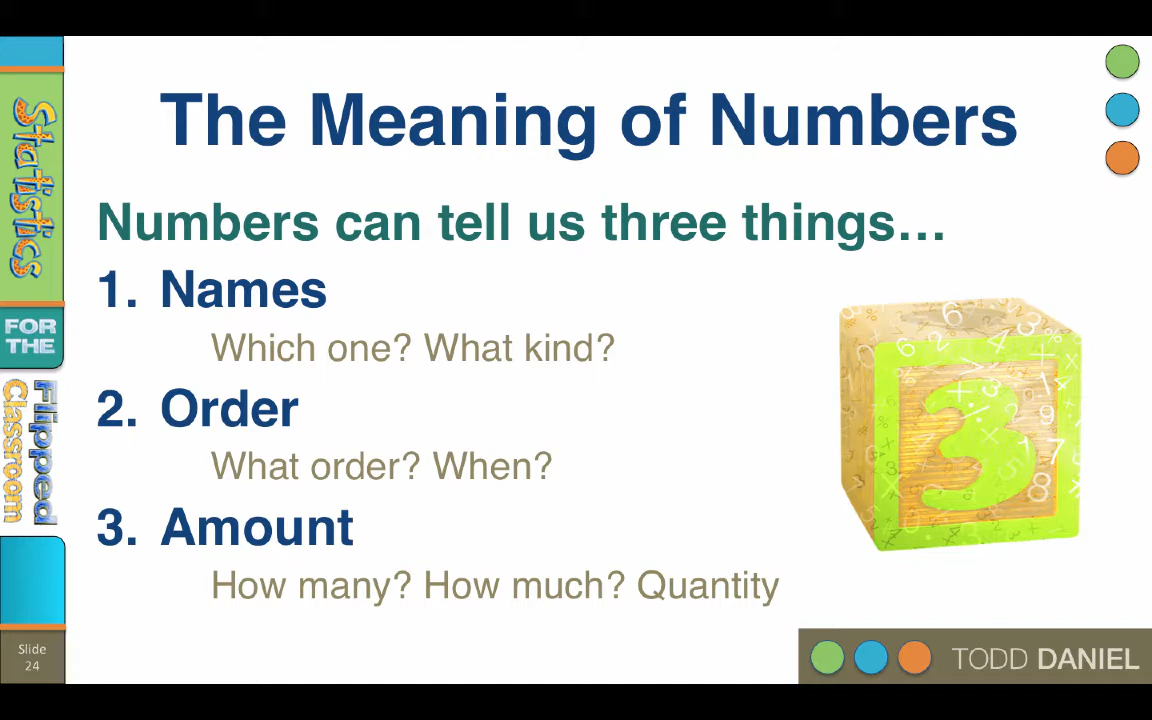 The Meaning of Numbers
Numbers can tell us three things…
1. Names
Which one? What kind?
2. Order
What order? When?
3. Amount
How many? How much? Quantity
Statistics
FOR THE
Flipped
Classroom
Slide
24
3
TODD DANIEL